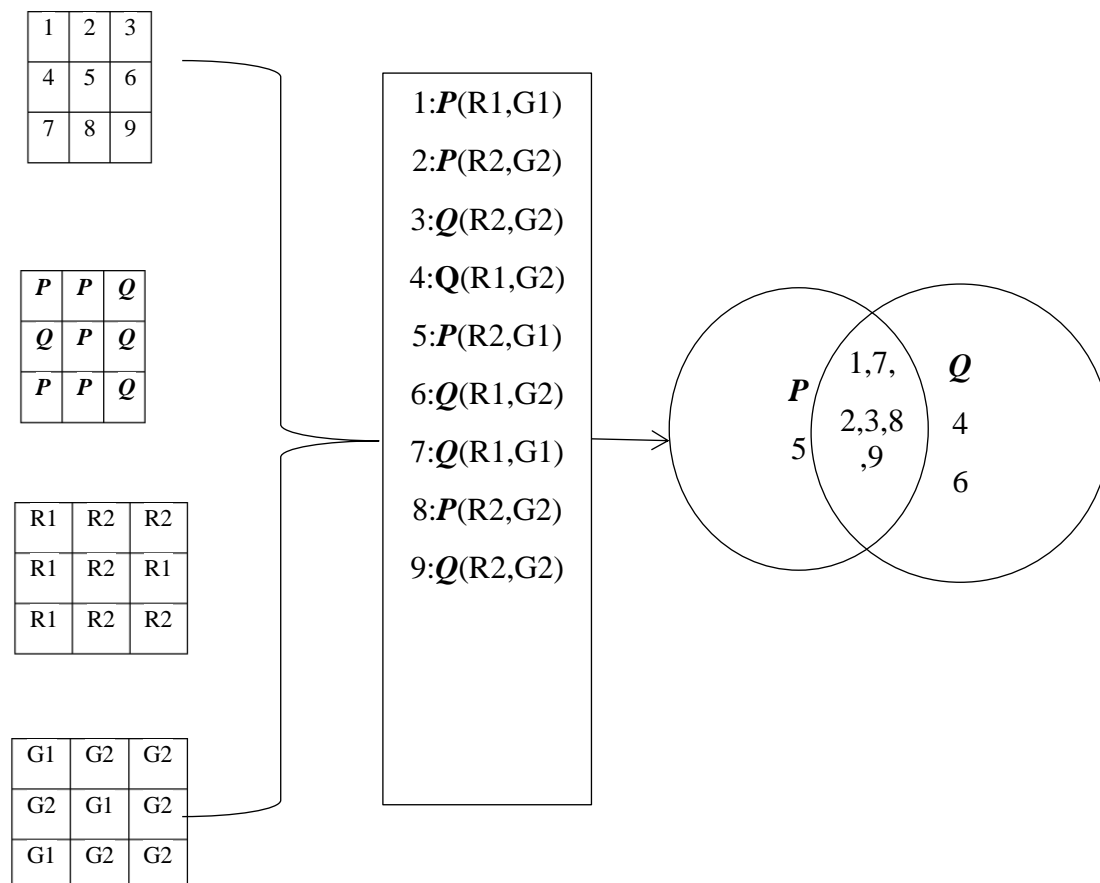 1 2 3
4 5 6
7 8 9
P P Q
Q P Q
P P Q
R1 R2 R2
R1 R2 R1
R1 R2 R2
G1 G2 G2
G2 G1 G2
G1 G2 G2
1:P(R1,G1)
2:P(R2,G2)
3:Q(R2,G2)
4:Q(R1,G2)
5:P(R2,G1)
6:Q(R1,G2)
7:Q(R1,G1)
8:P(R2,G2)
9:Q(R2,G2)
P
5
1,7,
2,3,8
,9
Q
4
6